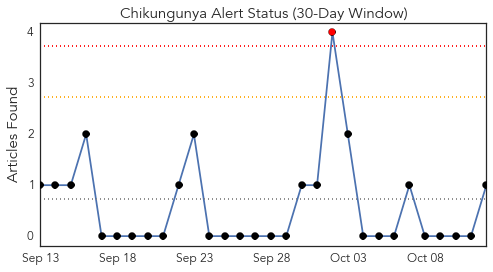 Chikungunya Alert Status (30-Day Window)
Articles Found
4
3
2
1
0
Sep 13 Sep 18 Sep 23 Sep 28 Oct 03 Oct 08